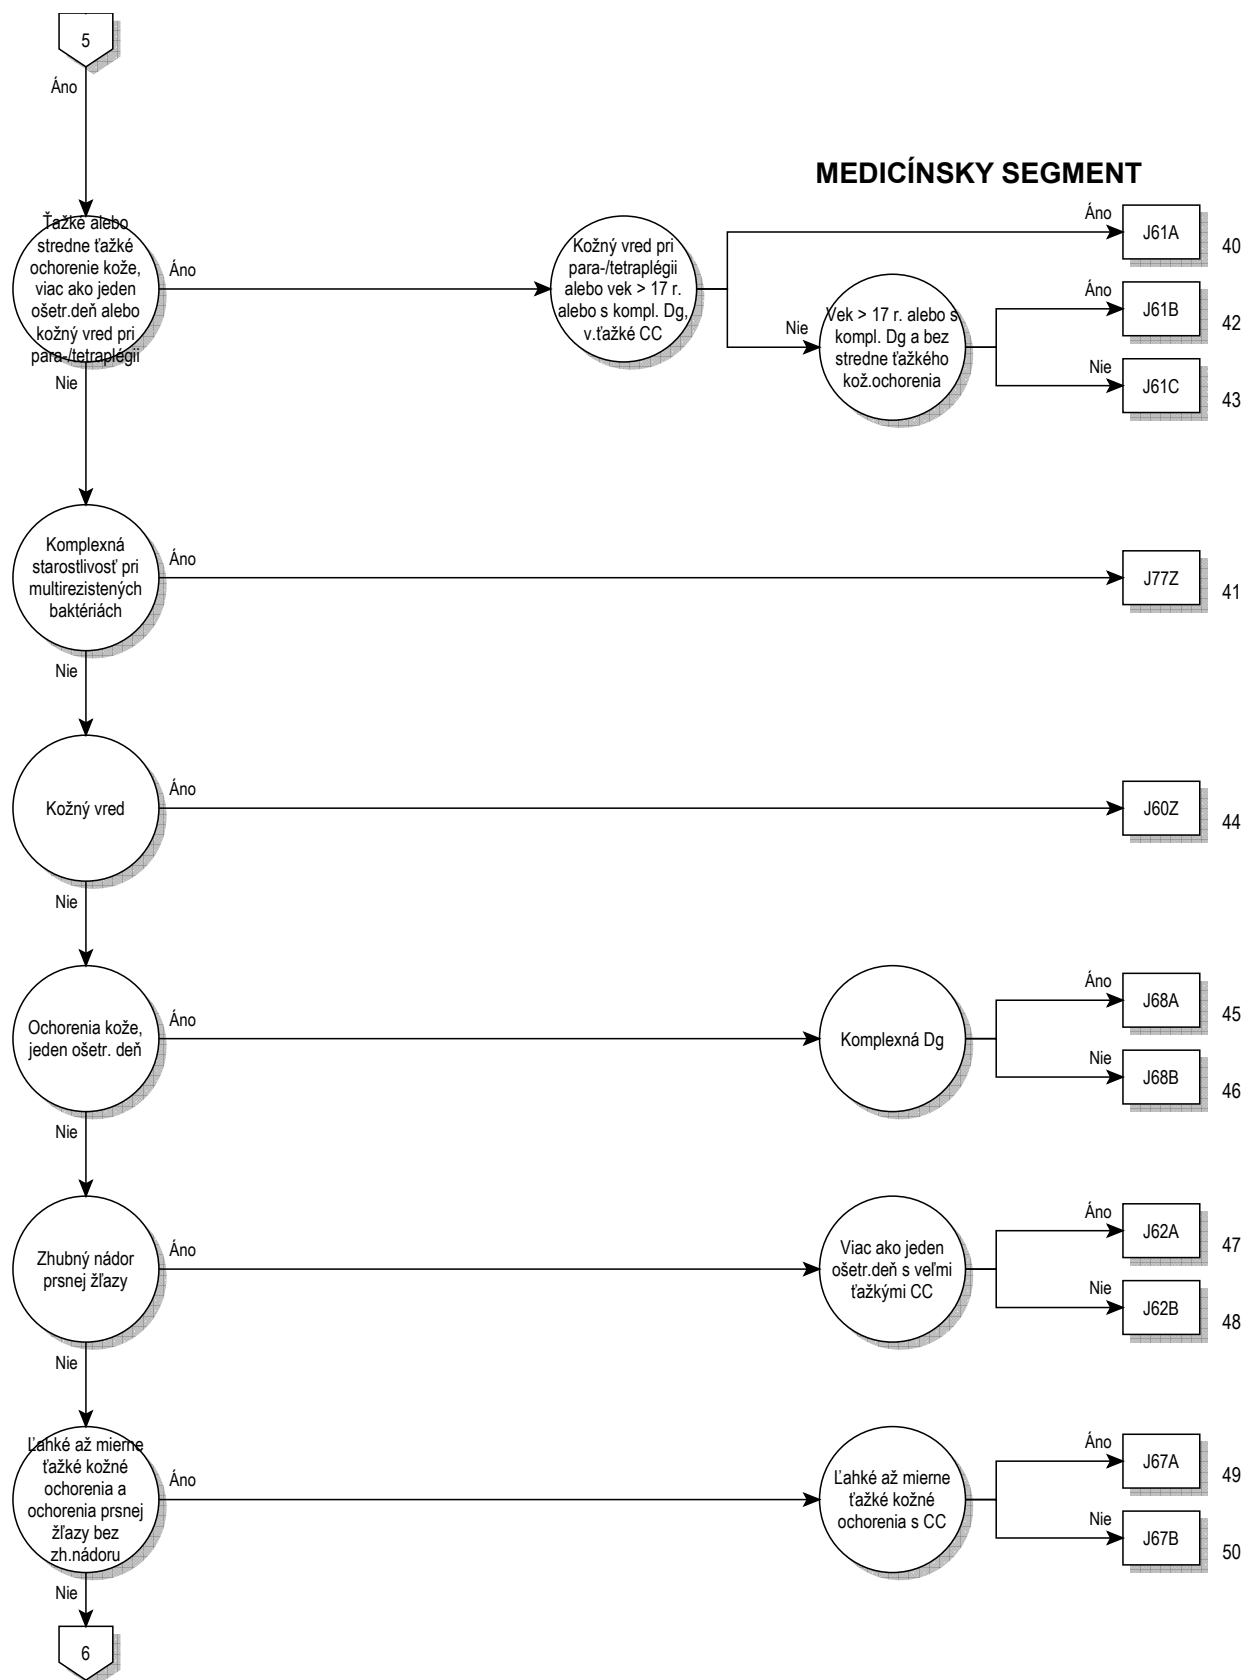 5
Áno
MEDICÍNSKY SEGMENT
Ťažké alebo
stredne ťažké
ochorenie kože,
viac ako jeden
ošetr.deň alebo
kožný vred pri
para-/tetraplégii
Áno
Kožný vred pri
para-/tetraplégii
alebo vek > 17 r.
alebo s kompl. Dg,
v.ťažké CC
Áno
J61A
40
Nie
Vek > 17 r. alebo s
kompl. Dg a bez
stredne ťažkého
kož.ochorenia
Áno
J61B
42
Nie
J61C
43
Nie
Komplexná
starostlivosť pri
multirezistených
baktériách
Áno
J77Z
41
Nie
Kožný vred
Áno
J60Z
44
Nie
Ochorenia kože,
jeden ošetr. deň
Áno
Komplexná Dg
Áno
J68A
45
Nie
J68B
46
Nie
Zhubný nádor
prsnej žľazy
Áno
Viac ako jeden
ošetr.deň s veľmi
ťažkými CC
Áno
J62A
47
Nie
J62B
48
Nie
Ľahké až mierne
ťažké kožné
ochorenia a
ochorenia prsnej
žľazy bez
zh.nádoru
Áno
Ľahké až mierne
ťažké kožné
ochorenia s CC
Áno
J67A
49
Nie
J67B
50
Nie
6